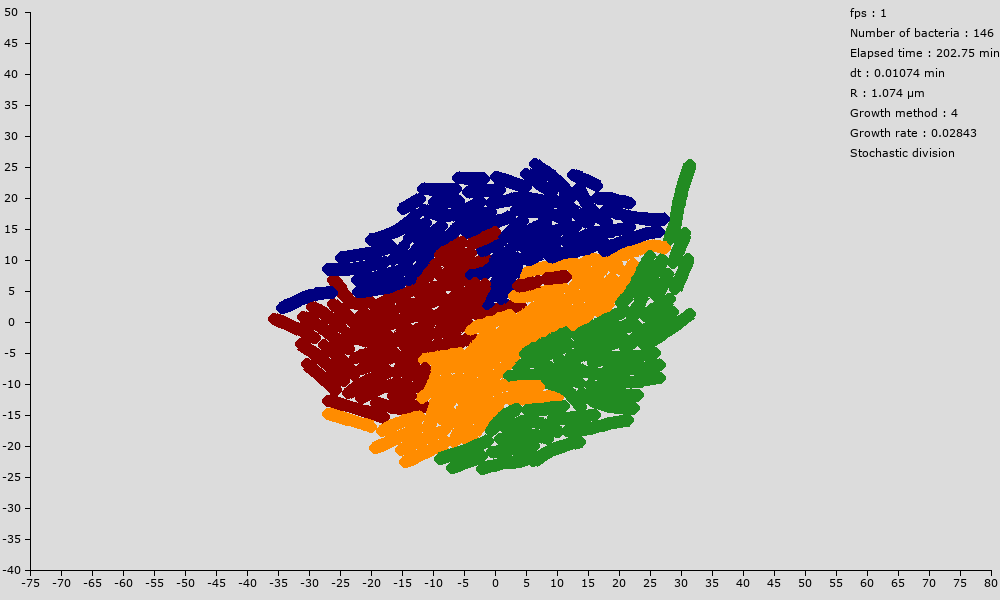 fps : 1
Number of bacteria : 146
Elapsed time : 202.75 min
dt : 0.01074 min
R : 1.074 µm
Growth method : 4
Growth rate : 0.02843
Stochastic division
50
45
40
35
30
25
20
15
10
5
0
-5
-10
-15
-20
-25
-30
-35
-40
-75 -70 -65 -60 -55 -50 -45 -40 -35 -30 -25 -20 -15 -10 -5 0 5 10 15 20 25 30 35 40 45 50 55 60 65 70 75 80